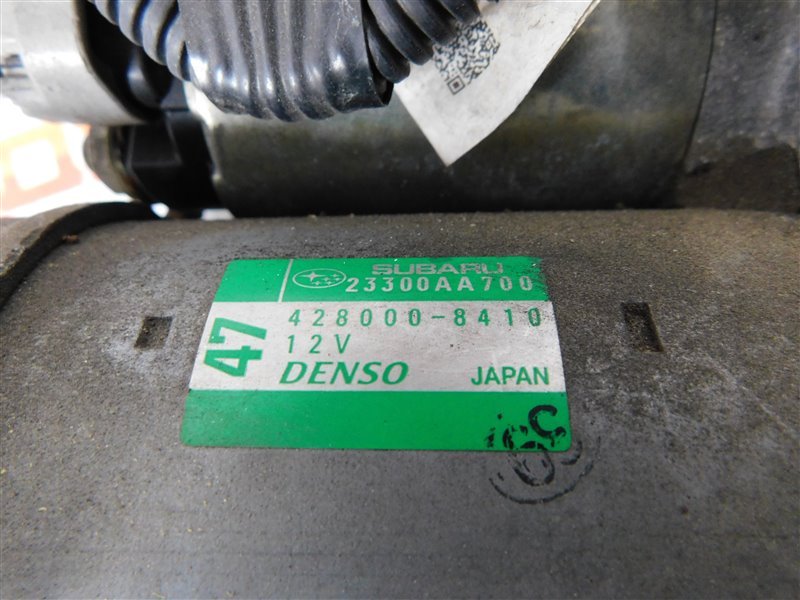 SUBARU
23300AA700
47
428000-8410
12V
DENSO JAPAN
C